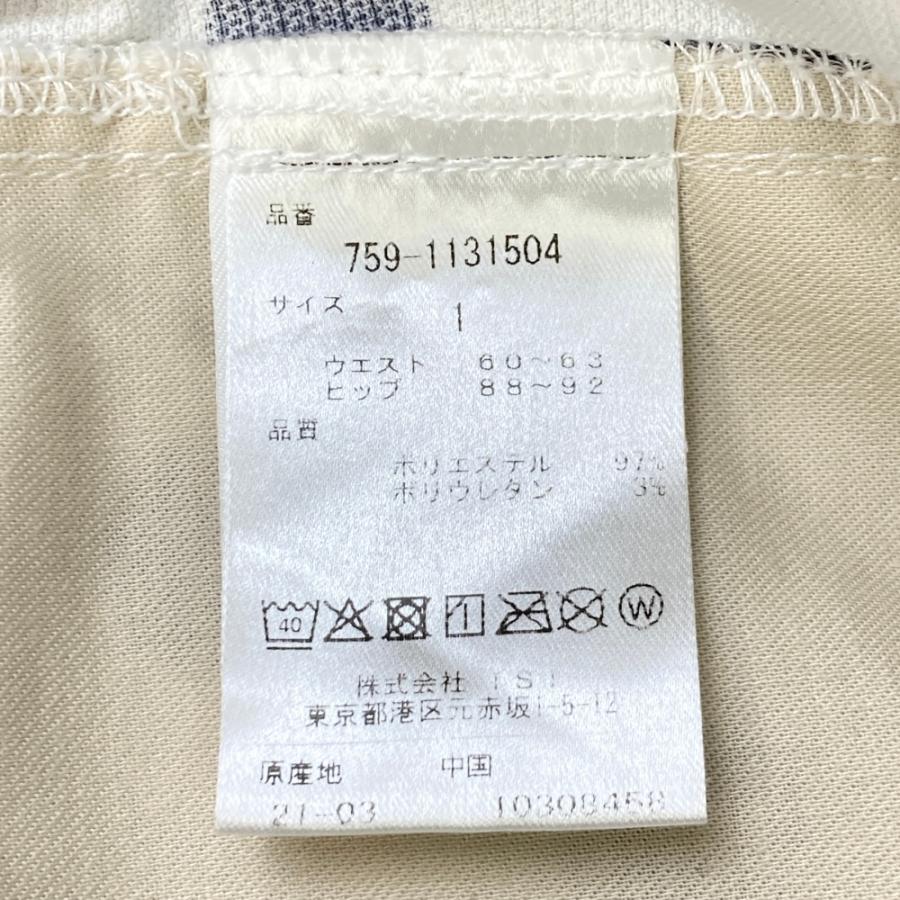 品番
759-1131504
サイズ 1
ウエスト 60~63
ヒップ 88~92
品質
ポリエステル 97%
ポリウレタン 3%
40 W
株式会社 TSI
東京都港区元赤坂1-5-12
原産地 中国
21-03 10308458